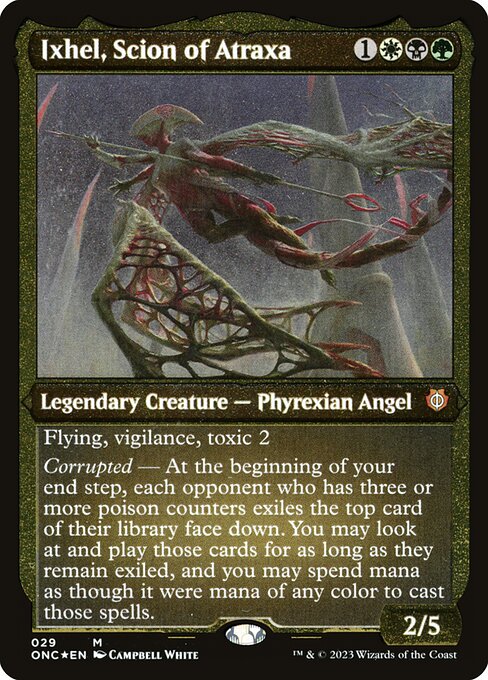 Ixhel, Scion of Atraxa 1
Legendary Creature — Phyrexian Angel
Flying, vigilance, toxic 2
Corrupted — At the beginning of your
end step, each opponent who has three or
more poison counters exiles the top card
of their library face down. You may look
at and play those cards for as long as they
remain exiled, and you may spend mana
as though it were mana of any color to cast
those spells.
2/5
029 M
ONC★EN Campbell White
™ & © 2023 Wizards of the Coast